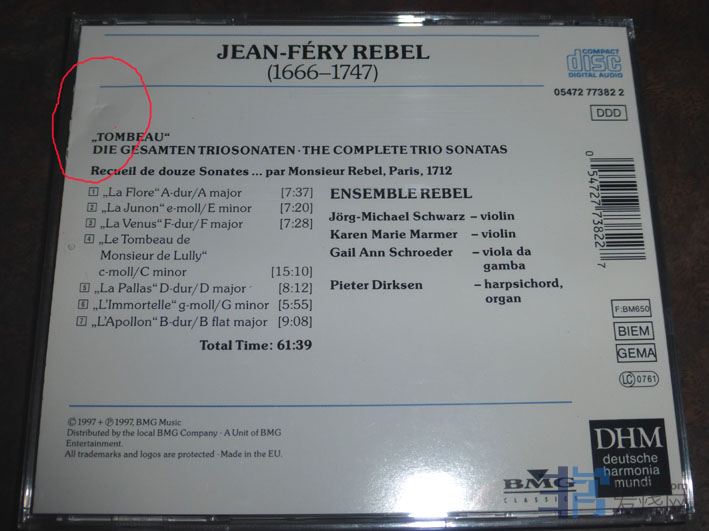 JEAN-FÉRY REBEL
(1666–1747)
COMPACT
disc
DIGITAL AUDIO
05472 77382 2
DDD
„TOMBEAU“
DIE GESAMTEN TRIOSONATEN · THE COMPLETE TRIO SONATAS
Recueil de douze Sonates ... par Monsieur Rebel, Paris, 1712
1 „La Flore“ A-dur/A major [7:37]
2 „La Junon“ e-moll/E minor [7:20]
3 „La Venus“ F-dur/F major [7:28]
4 „Le Tombeau de
Monsieur de Lully“
c-moll/C minor [15:10]
5 „La Pallas“ D-dur/D major [8:12]
6 „L'Immortelle“ g-moll/G minor [5:55]
7 „L'Apollon“ B-dur/B flat major [9:08]
Total Time: 61:39
ENSEMBLE REBEL
Jörg-Michael Schwarz – violin
Karen Marie Marmer – violin
Gail Ann Schroeder – viola da
gamba
Pieter Dirksen – harpsichord,
organ
0 54727 73822 7
F:BM650
BIEM
GEMA
LC 0761
© 1997 + ℗ 1997, BMG Music
Distributed by the local BMG Company · A Unit of BMG
Entertainment.
All trademarks and logos are protected · Made in the EU.
BMG
CLASSICS
DHM
deutsche
harmonia
mundi